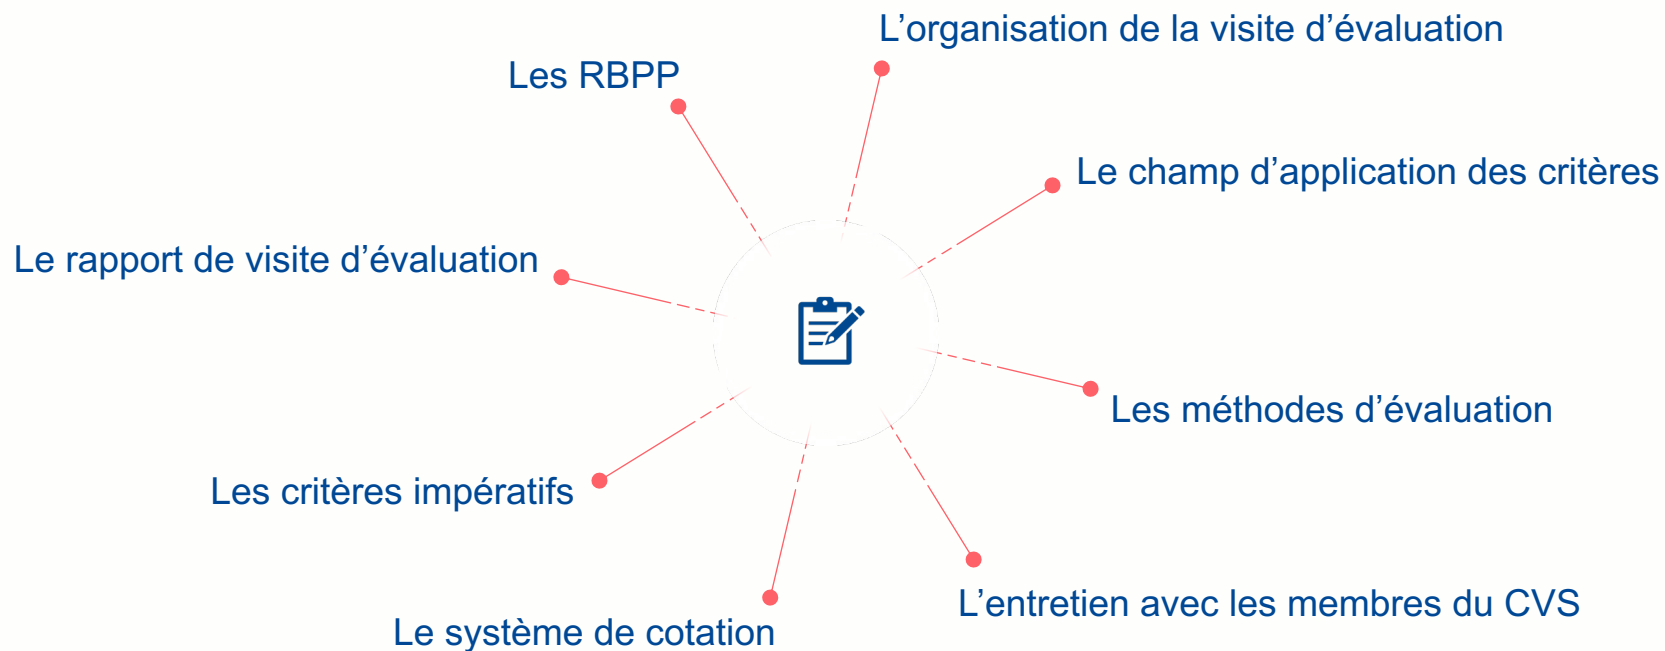 L’organisation de la visite d’évaluation
Les RBPP
Le champ d’application des critères
Le rapport de visite d’évaluation
Les méthodes d’évaluation
Les critères impératifs
L’entretien avec les membres du CVS
Le système de cotation